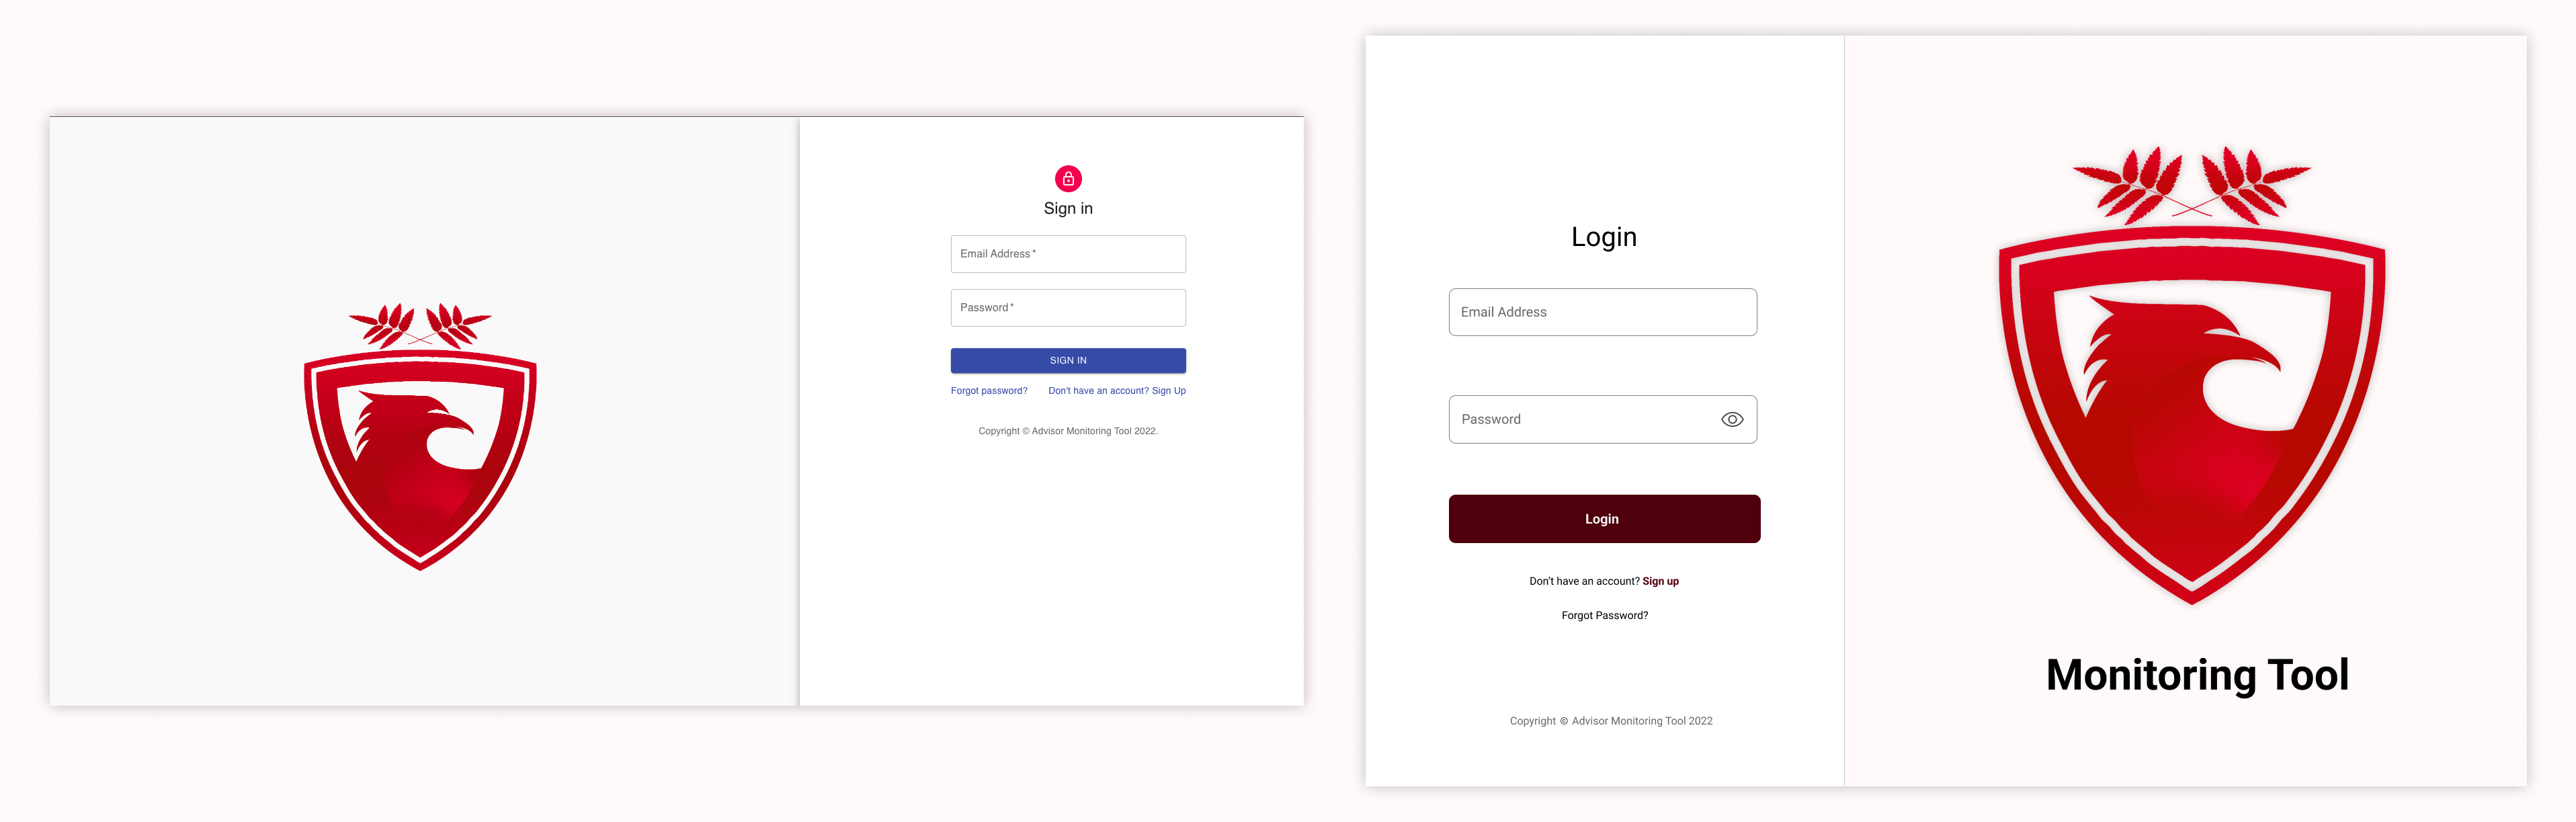 Sign in
Email Address *
Password *
SIGN IN
Forgot password? Don't have an account? Sign Up
Copyright © Advisor Monitoring Tool 2022.
Login
Email Address
Password
Login
Don't have an account? Sign up
Forgot Password?
Copyright © Advisor Monitoring Tool 2022
Monitoring Tool